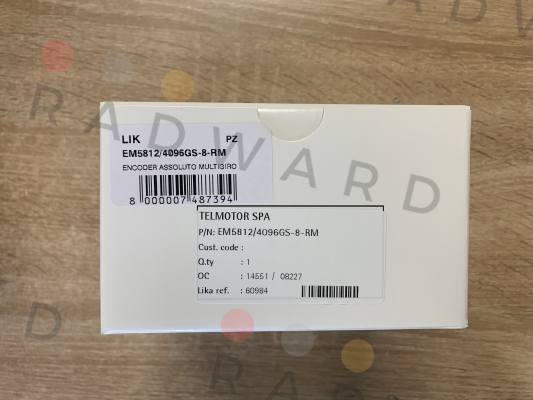 RADWARD
LIK PZ
EM5812/4096GS-8-RM
ENCODER ASSOLUTO MULTIGIRO
8 000007 487394
TELMOTOR SPA
P/N: EM5812/4096GS-8-RM
Cust. code :
Q.ty : 1
OC : 14551 / 08227
Lika ref. : 60984
RADWARD